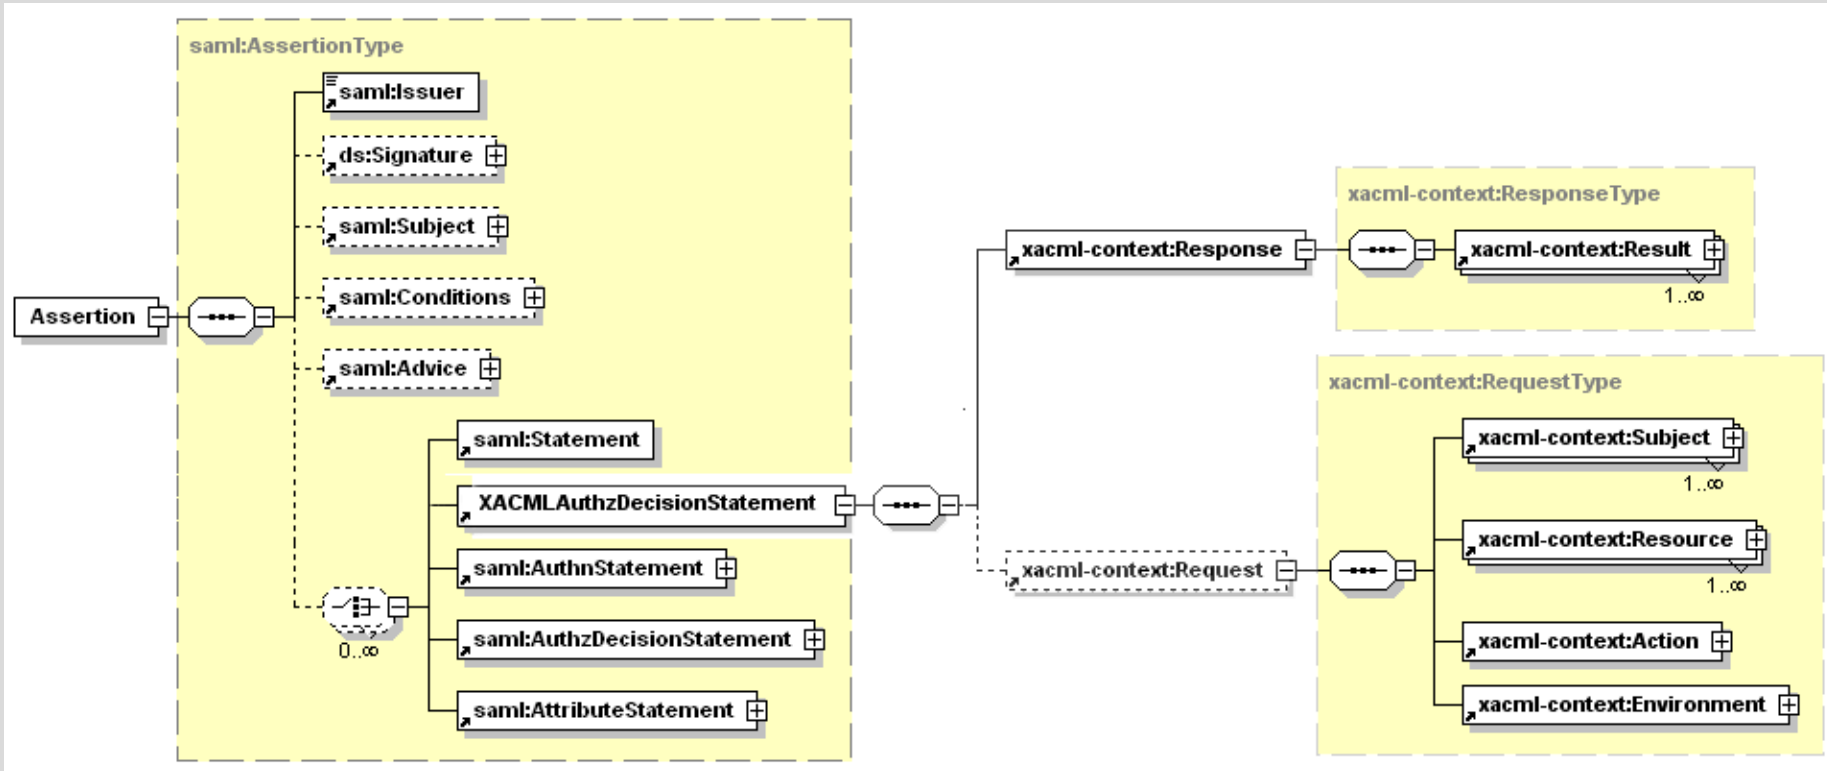 saml:AssertionType
saml:Issuer
ds:Signature
saml:Subject
saml:Conditions
Assertion
saml:Advice
saml:Statement
XACMLAuthzDecisionStatement
saml:AuthnStatement
0..∞
saml:AuthzDecisionStatement
saml:AttributeStatement
xacml-context:Response
xacml-context:ResponseType
xacml-context:Result
1..∞
xacml-context:Request
xacml-context:RequestType
xacml-context:Subject
1..∞
xacml-context:Resource
1..∞
xacml-context:Action
xacml-context:Environment